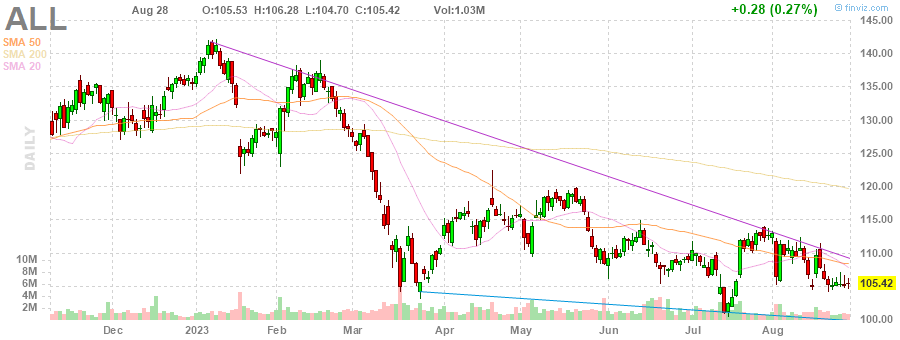 ALL
Aug 28 O:105.53 H:106.28 L:104.70 C:105.42 Vol:1.03M +0.28 (0.27%)
© finviz.com
SMA 50
SMA 200
SMA 20
DAILY
145.00
140.00
135.00
130.00
125.00
120.00
115.00
110.00
105.42
100.00
10M
8M
6M
4M
2M
Dec 2023 Feb Mar Apr May Jun Jul Aug